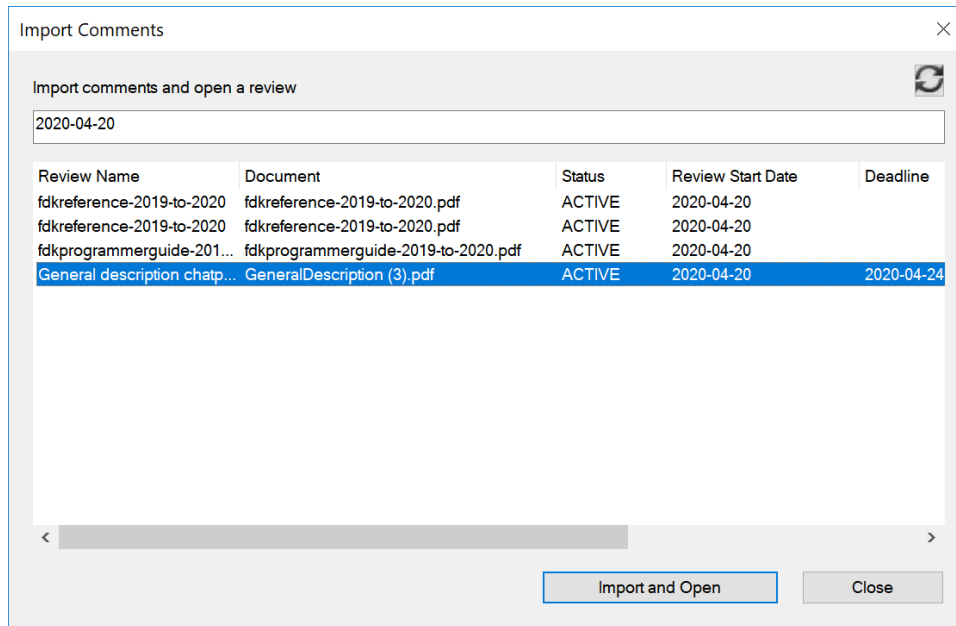 Import Comments
Import comments and open a review
2020-04-20
Review Name Document Status Review Start Date Deadline
fdkreference-2019-to-2020 fdkreference-2019-to-2020.pdf ACTIVE 2020-04-20
fdkreference-2019-to-2020 fdkreference-2019-to-2020.pdf ACTIVE 2020-04-20
fdkprogrammerguide-201... fdkprogrammerguide-2019-to-2020.pdf ACTIVE 2020-04-20
General description chatp... GeneralDescription (3).pdf ACTIVE 2020-04-20 2020-04-24
Import and Open Close